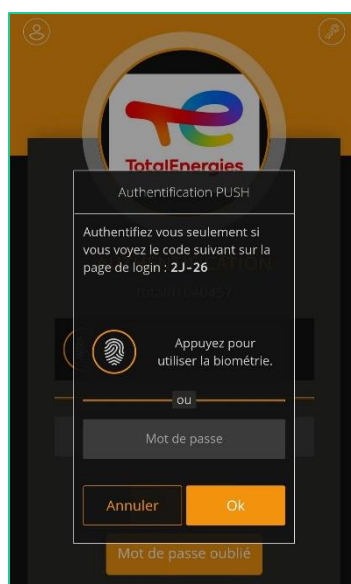 TotalEnergies
Authentification PUSH
Authentifiez vous seulement si
vous voyez le code suivant sur la
page de login : 2J-26
Appuyez pour
utiliser la biométrie.
ou
Mot de passe
Annuler
Ok
Mot de passe oublié